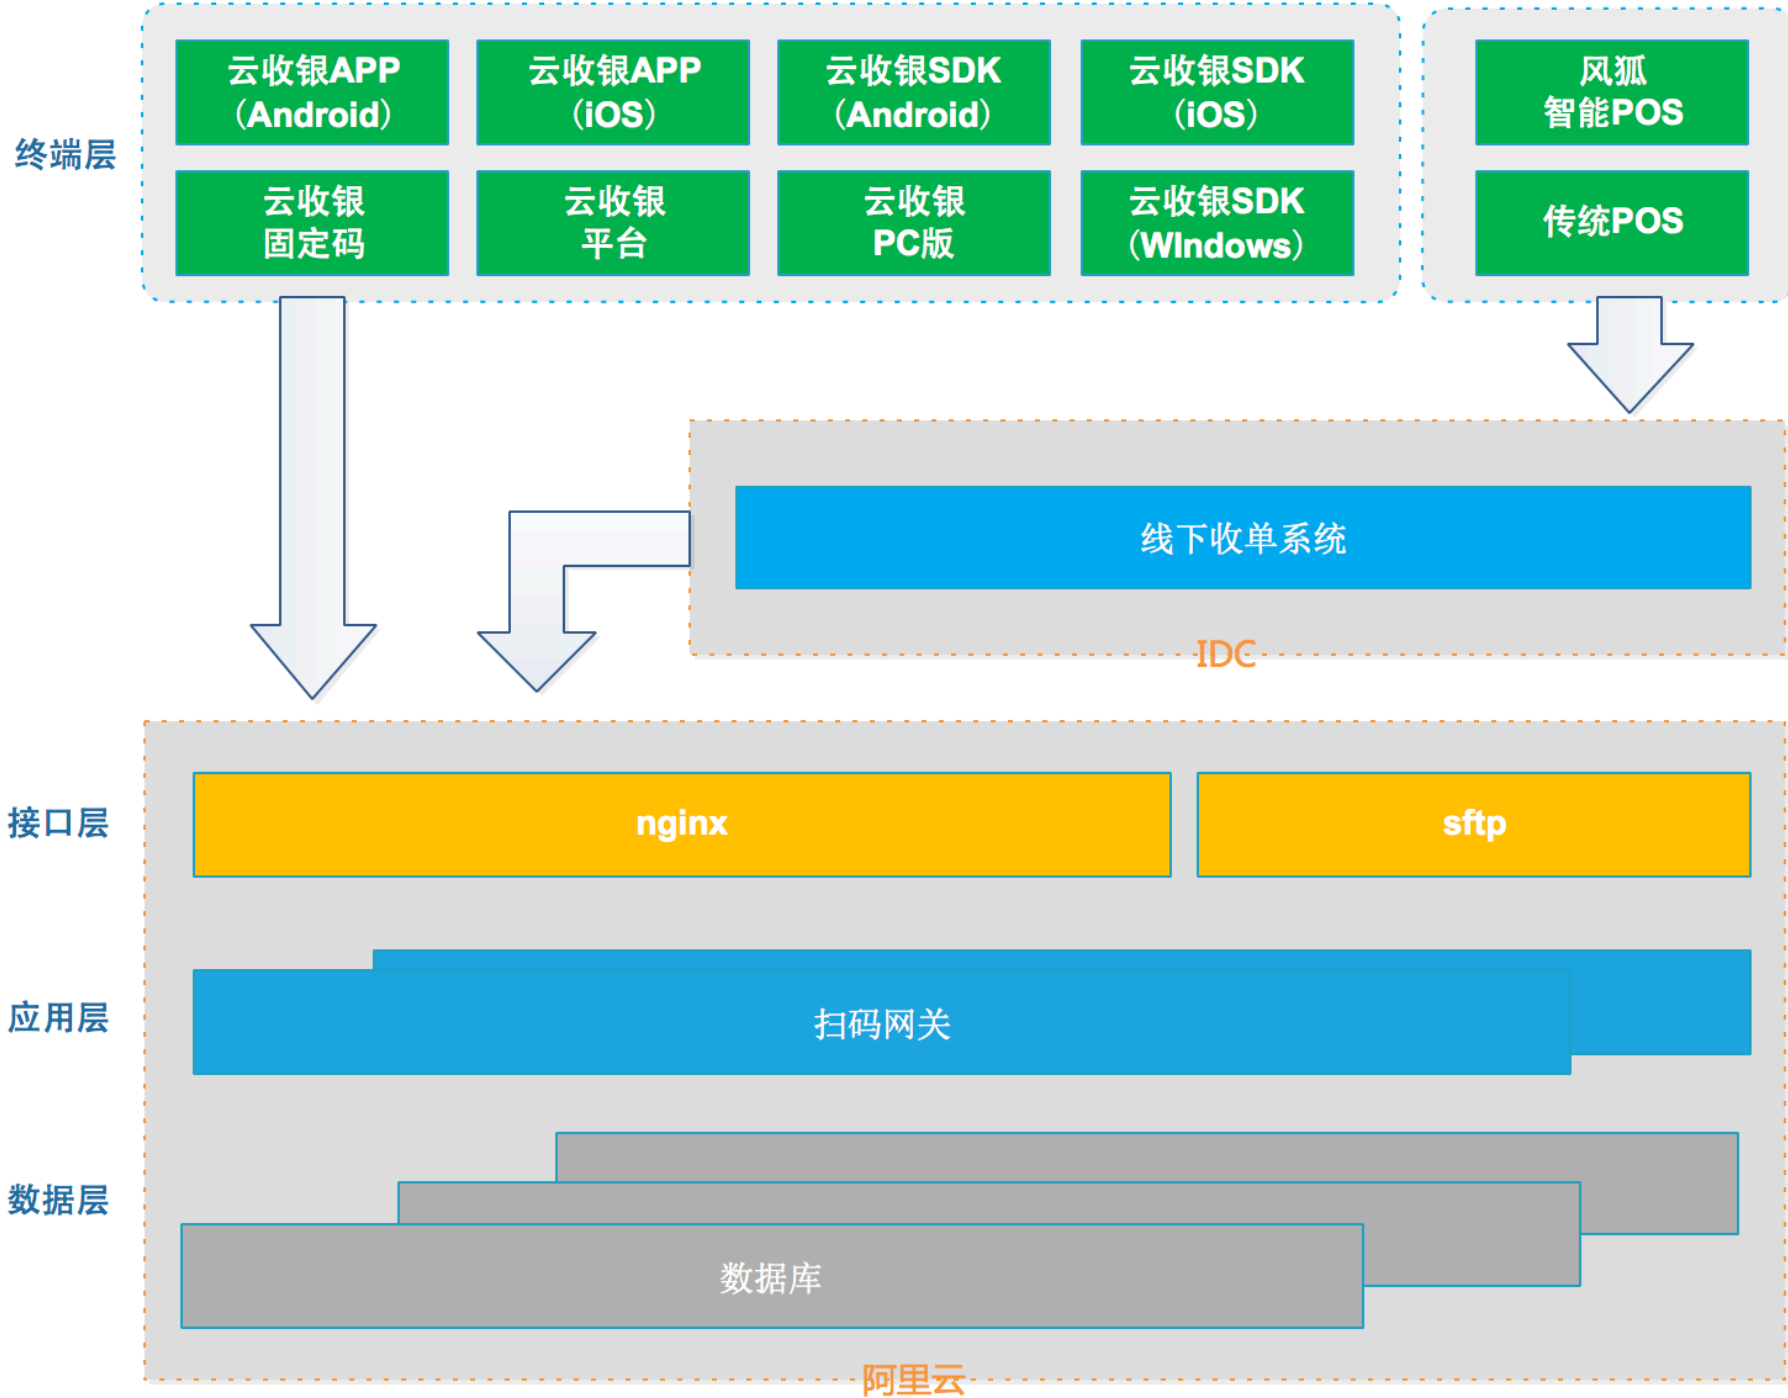 云收银APP
（Android）
云收银APP
（iOS）
云收银SDK
（Android）
云收银SDK
（iOS）
风狐
智能POS
终端层
云收银
固定码
云收银
平台
云收银
PC版
云收银SDK
（WIndows）
传统POS
线下收单系统
IDC
接口层
nginx
sftp
应用层
扫码网关
数据层
数据库
阿里云